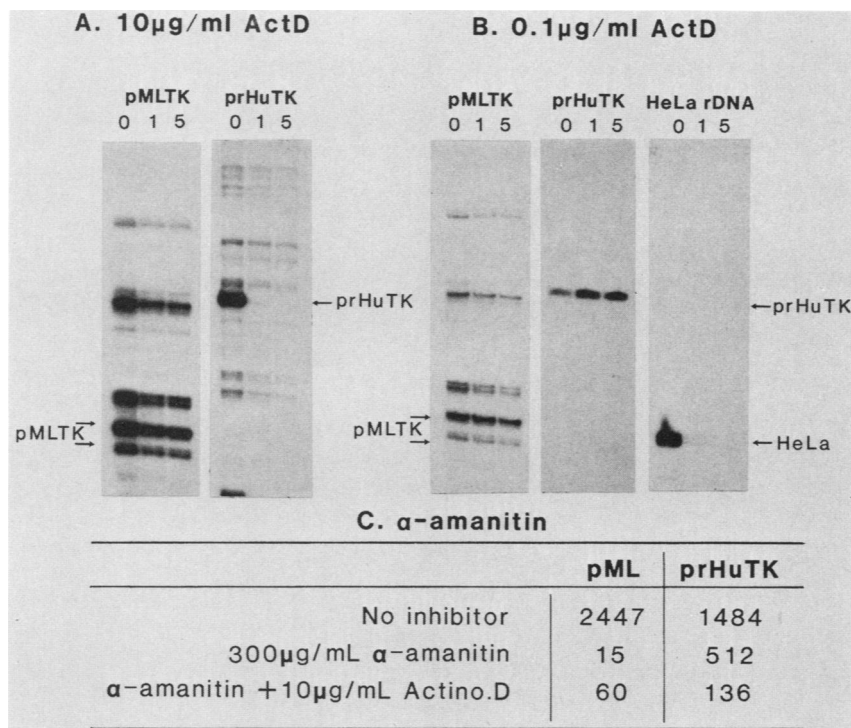 A. 10µg/ml ActD
pMLTK
0 1 5
prHuTK
0 1 5
←prHuTK
pMLTK
B. 0.1µg/ml ActD
pMLTK
0 1 5
prHuTK
0 1 5
HeLa rDNA
0 1 5
←prHuTK
pMLTK
←HeLa
C. α-amanitin
pML prHuTK
No inhibitor 2447 1484
300µg/mL α-amanitin 15 512
α-amanitin +10µg/mL Actino.D 60 136